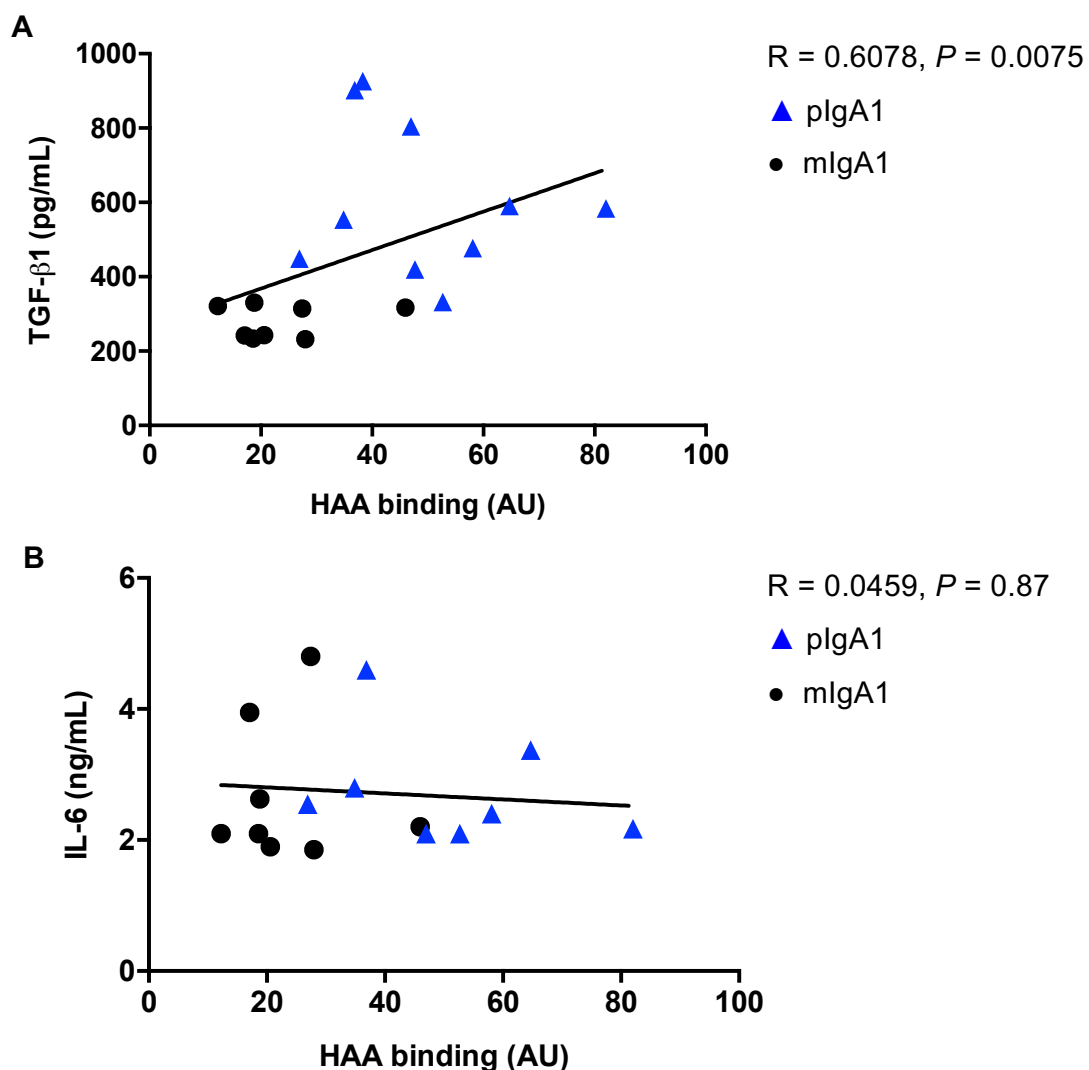 A
R = 0.6078, P = 0.0075
pIgA1
mIgA1
TGF-β1 (pg/mL)
1000
800
600
400
200
0
0 20 40 60 80 100
HAA binding (AU)
B
R = 0.0459, P = 0.87
pIgA1
mIgA1
IL-6 (ng/mL)
6
4
2
0
0 20 40 60 80 100
HAA binding (AU)